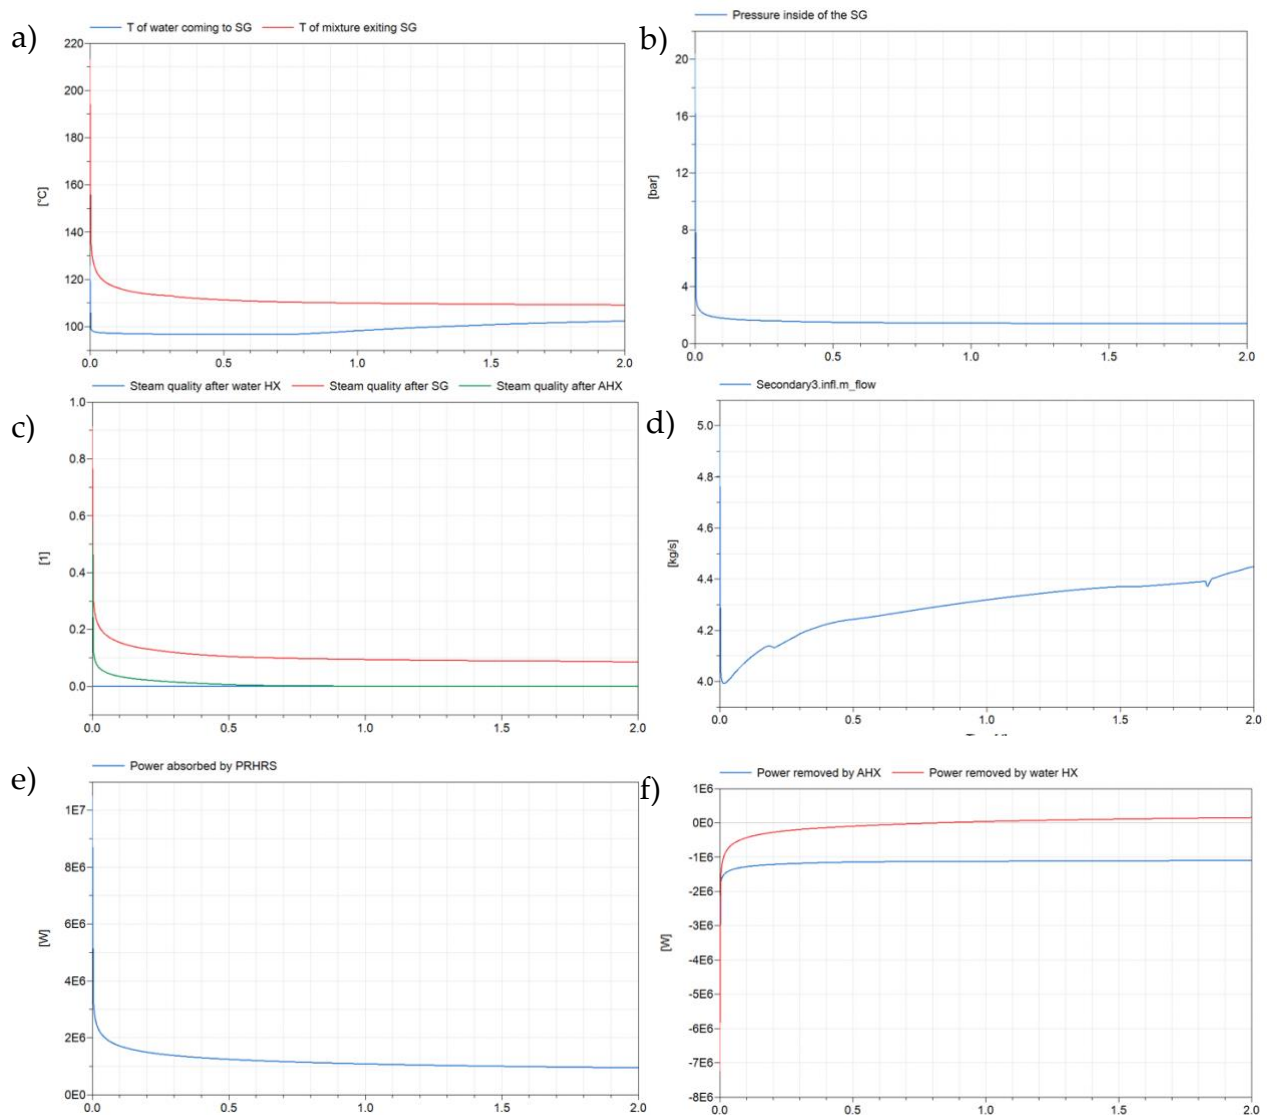 a)
T of water coming to SG T of mixture exiting SG
220
200
180
160
140
120
100
[°C]
0.0 0.5 1.0 1.5 2.0
b)
Pressure inside of the SG
20
16
12
8
4
0
[bar]
0.0 0.5 1.0 1.5 2.0
c)
Steam quality after water HX Steam quality after SG Steam quality after AHX
1.0
0.8
0.6
0.4
0.2
0.0
[1]
0.0 0.5 1.0 1.5 2.0
d)
Secondary3.infl.m_flow
5.0
4.8
4.6
4.4
4.2
4.0
[kg/s]
0.0 0.5 1.0 1.5 2.0
e)
Power absorbed by PRHRS
1E7
8E6
6E6
4E6
2E6
0E0
[W]
0.0 0.5 1.0 1.5 2.0
f)
Power removed by AHX Power removed by water HX
1E6
0E0
-1E6
-2E6
-3E6
-4E6
-5E6
-6E6
-7E6
-8E6
[W]
0.0 0.5 1.0 1.5 2.0